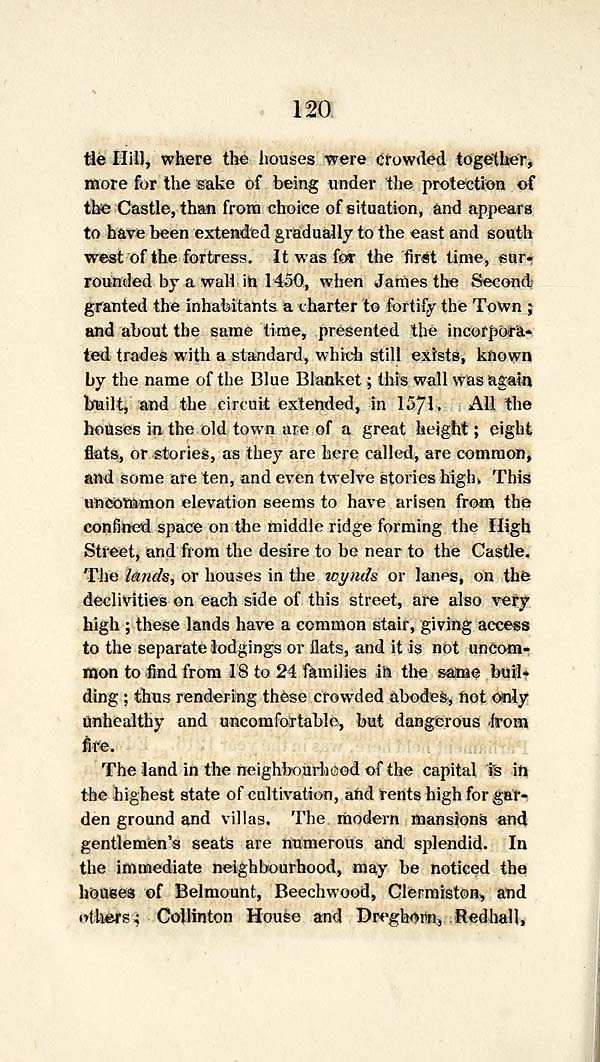 120
tle Hill, where the houses were crowded together,
more for the sake of being under the protection of
the Castle, than from choice of situation, and appears
to have been extended gradually to the east and south
west of the fortress. It was for the first time, sur-
rounded by a wall in 1450, when James the Second
granted the inhabitants a charter to fortify the Town ;
and about the same time, presented the incorpora-
ted trades with a standard, which still exists, known
by the name of the Blue Blanket ; this wall was again
built, and the circuit extended, in 1571. All the
houses in the old town are of a great height ; eight
flats, or stories, as they are here called, are common,
and some are ten, and even twelve stories high. This
uncommon elevation seems to have arisen from the
confined space on the middle ridge forming the High
Street, and from the desire to be near to the Castle.
The lands, or houses in the wynds or lanes, on the
declivities on each side of this street, are also very
high ; these lands have a common stair, giving access
to the separate lodgings or flats, and it is not uncom-
mon to find from 18 to 24 families in the same buil-
ding ; thus rendering these crowded abodes, not only
unhealthy and uncomfortable, but dangerous from
fire.
The land in the neighbourhood of the capital is in
the highest state of cultivation, and rents high for gar-
den ground and villas. The modern mansions and
gentlemen's seats are numerous and splendid. In
the immediate neighbourhood, may be noticed the
houses of Belmount, Beechwood, Clermiston, and
others ; Collinton House and Dreghorn, Redhall,